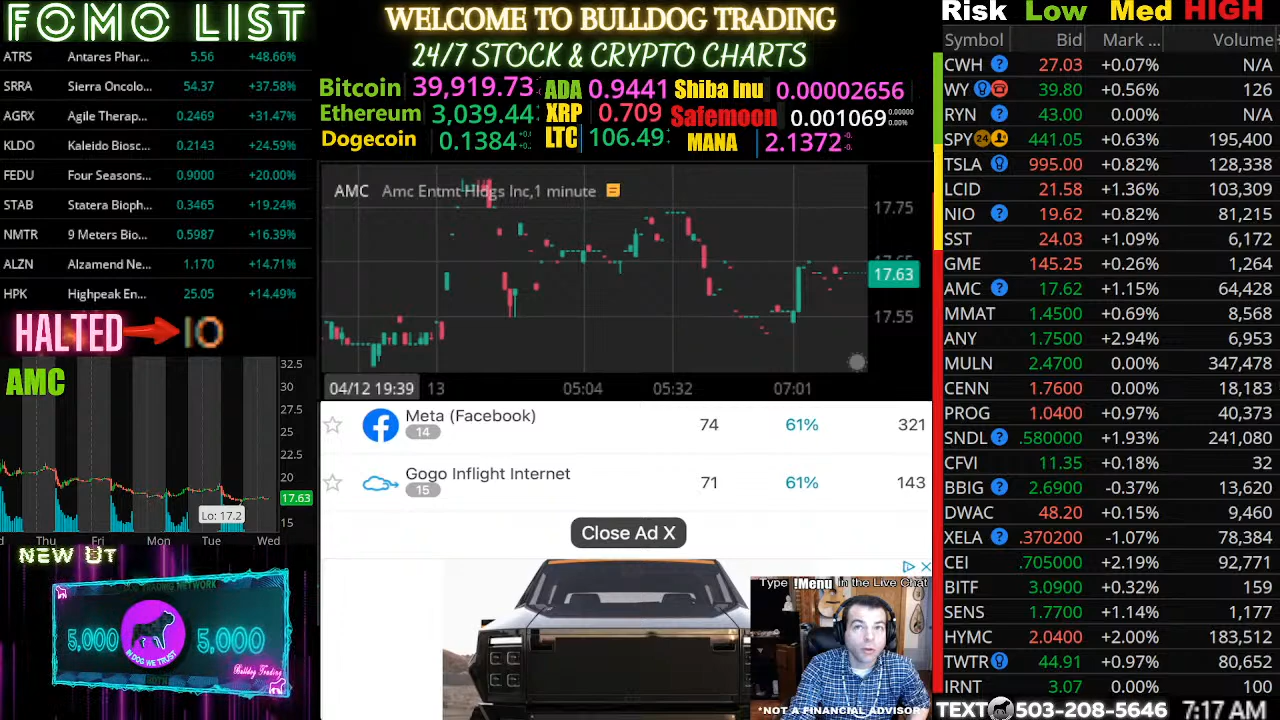 FOMO LIST
ATRS Antares Phar... 5.56 +48.66%
SRRA Sierra Oncolo... 54.37 +37.58%
AGRX Agile Therap... 0.2469 +31.47%
KLDO Kaleido Biosc... 0.2143 +24.59%
FEDU Four Seasons... 0.9000 +20.00%
STAB Statera Bioph... 0.3465 +19.24%
NMTR 9 Meters Bio... 0.5987 +16.39%
ALZN Alzamend Ne... 1.170 +14.71%
HPK Highpeak En... 25.05 +14.49%
HALTED 10
AMC
32.5
30
27.5
25
22.5
20
17.63
15
Lo: 17.2
Thu Fri Mon Tue Wed
NEW
5,000 5,000
IN DOG WE TRUST
Bulldog Trading
WELCOME TO BULLDOG TRADING
24/7 STOCK & CRYPTO CHARTS
Bitcoin 39,919.73 ADA 0.9441 Shiba Inu 0.00002656
Ethereum 3,039.44 XRP 0.709 Safemoon 0.001069 0.00000 0.00%
Dogecoin 0.1384 LTC 106.49 MANA 2.1372
AMC Amc Entmt Hldgs Inc,1 minute
17.75
17.63
17.55
04/12 19:39 13 05:04 05:32 07:01
Meta (Facebook) 74 61% 321
14
Gogo Inflight Internet 71 61% 143
15
Close Ad X
Type !Menu in the Live Chat
*NOT A FINANCIAL ADVISOR*
Risk Low Med HIGH
Symbol Bid Mark ... Volume
CWH 27.03 +0.07% N/A
WY 39.80 +0.56% 126
RYN 43.00 0.00% N/A
SPY 24 441.05 +0.63% 195,400
TSLA 995.00 +0.82% 128,338
LCID 21.58 +1.36% 103,309
NIO 19.62 +0.82% 81,215
SST 24.03 +1.09% 6,172
GME 145.25 +0.26% 1,264
AMC 17.62 +1.15% 64,428
MMAT 1.4500 +0.69% 8,568
ANY 1.7500 +2.94% 6,953
MULN 2.4700 0.00% 347,478
CENN 1.7600 0.00% 18,183
PROG 1.0400 +0.97% 40,373
SNDL .580000 +1.93% 241,080
CFVI 11.35 +0.18% 32
BBIG 2.6900 -0.37% 13,620
DWAC 48.20 +0.15% 9,460
XELA .370200 -1.07% 78,384
CEI .705000 +2.19% 92,771
BITF 3.0900 +0.32% 159
SENS 1.7700 +1.14% 1,177
HYMC 2.0400 +2.00% 183,512
TWTR 44.91 +0.97% 80,652
IRNT 3.07 0.00% 100
TEXT 503-208-5646 7:17 AM